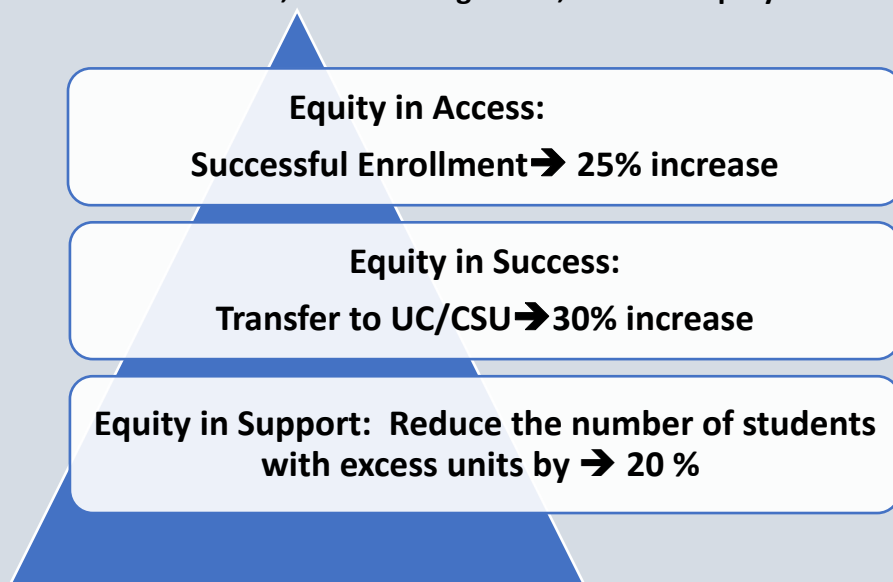 Equity in Access:
Successful Enrollment➔ 25% increase
Equity in Success:
Transfer to UC/CSU➔30% increase
Equity in Support:  Reduce the number of students
with excess units by ➔ 20 %